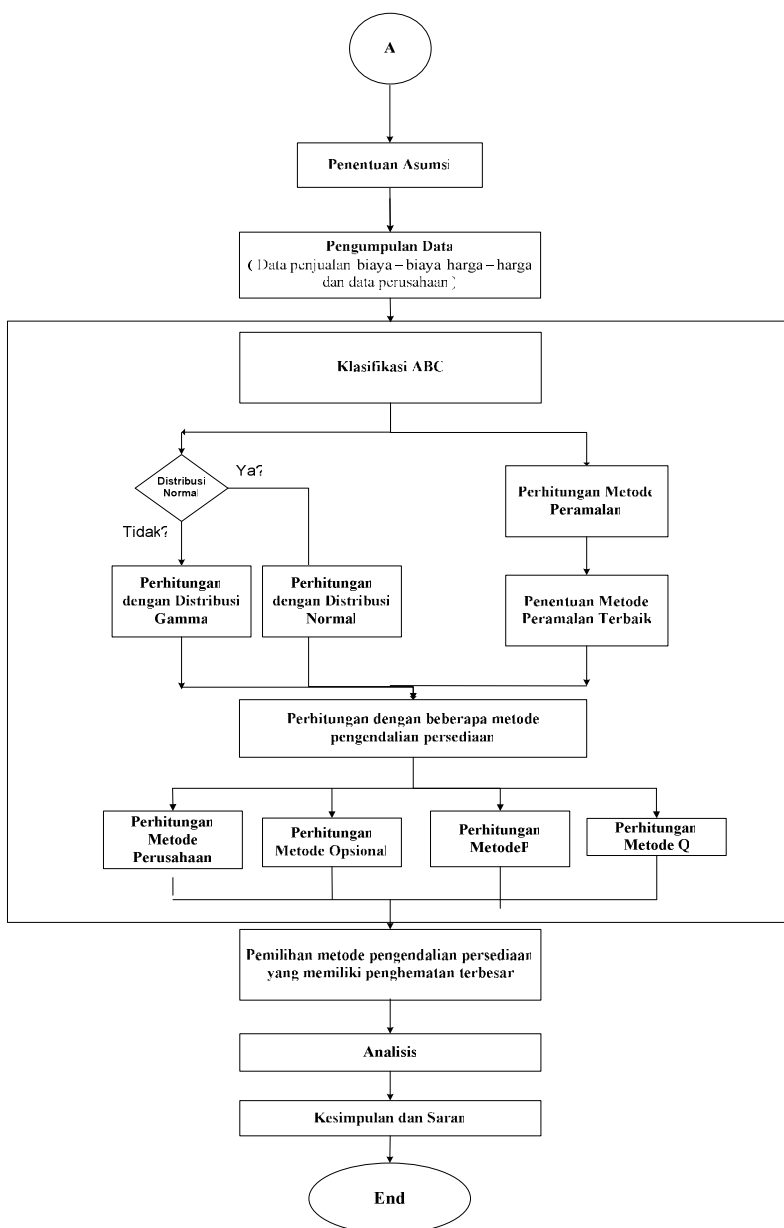 A
Penentuan Asumsi
Pengumpulan Data
( Data penjualan biaya – biaya harga – harga
dan data perusahaan )
Klasifikasi ABC
Distribusi
Normal
Ya?
Tidak?
Perhitungan
dengan Distribusi
Gamma
Perhitungan
dengan Distribusi
Normal
Perhitungan Metode
Peramalan
Penentuan Metode
Peramalan Terbaik
Perhitungan dengan beberapa metode
pengendalian persediaan
Perhitungan
Metode
Perusahaan
Perhitungan
Metode Opsional
Perhitungan
MetodeP
Perhitungan
Metode Q
Pemilihan metode pengendalian persediaan
yang memiliki penghematan terbesar
Analisis
Kesimpulan dan Saran
End